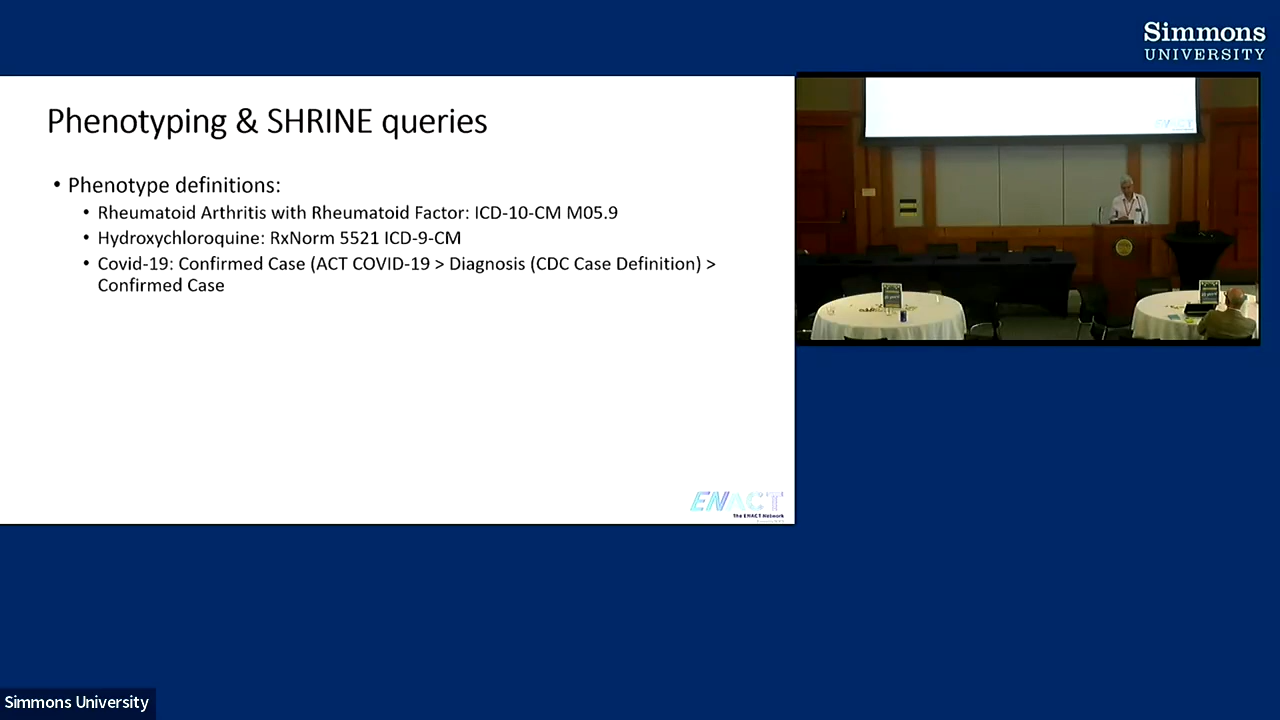 Simmons
UNIVERSITY
Phenotyping & SHRINE queries
• Phenotype definitions:
• Rheumatoid Arthritis with Rheumatoid Factor: ICD-10-CM M05.9
• Hydroxychloroquine: RxNorm 5521 ICD-9-CM
• Covid-19: Confirmed Case (ACT COVID-19 > Diagnosis (CDC Case Definition) >
Confirmed Case
ENACT
The ENACT Network
ENACT
Simmons University